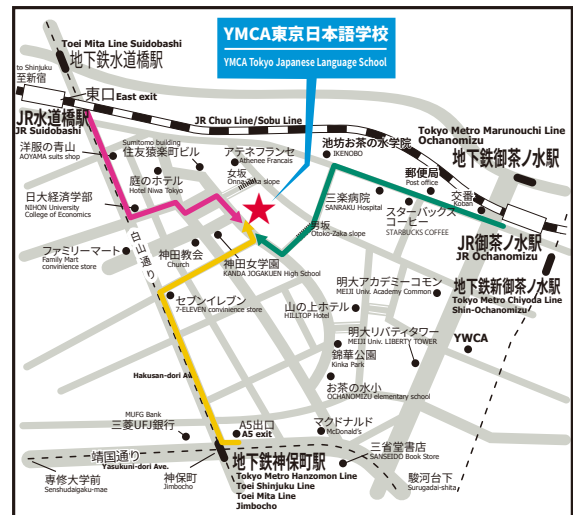 YMCA東京日本語学校
YMCA Tokyo Japanese Language School
Toei Mita Line Suidobashi
地下鉄水道橋駅
to Shinjuku
至新宿
東口East exit
JR水道橋駅
JR Suidobashi
JR Chuo Line/Sobu Line
Tokyo Metro Marunouchi Line
Ochanomizu
地下鉄御茶ノ水駅
洋服の青山
AOYAMA suits shop
Sumitomo building
住友猿楽町ビル
アテネフランセ
Athenee Francais
池坊お茶の水学院
IKENOBO
郵便局
Post office
交番
Koban
庭のホテル
Hotel Niwa Tokyo
女坂
Onna-zaka slope
三楽病院
SANRAKU Hospital
スターバックス
コーヒー
STARBUCKS COFFEE
日大経済学部
NIHON University
College of Economics
男坂
Otoko-Zaka slope
JR御茶ノ水駅
JR Ochanomizu
ファミリーマート
Family Mart
convinience store
白山通り
神田教会
Church
神田女学園
KANDA JOGAKUEN High School
地下鉄新御茶ノ水駅
Tokyo Metro Chiyoda Line
Shin-Ochanomizu
明大アカデミーコモン
MEIJI Univ. Academy Common
セブンイレブン
7-ELEVEN convinience store
山の上ホテル
HILLTOP Hotel
明大リバティタワー
MEIJI Univ. LIBERTY TOWER
YWCA
錦華公園
Kinka Park
お茶の水小
OCHANOMIZU elementary school
Hakusan-dori Av
MUFG Bank
三菱UFJ銀行
A5出口
A5 exit
マクドナルド
McDonald's
靖国通り
Yasukuni-dori Ave.
三省堂書店
SANSEIDO Book Store
専修大学前
Senshudaigaku-mae
神保町
Jimbocho
地下鉄神保町駅
Tokyo Metro Hanzomon Line
Toei Shinjuku Line
Toei Mita Line
Jimbocho
駿河台下
Surugadai-shita